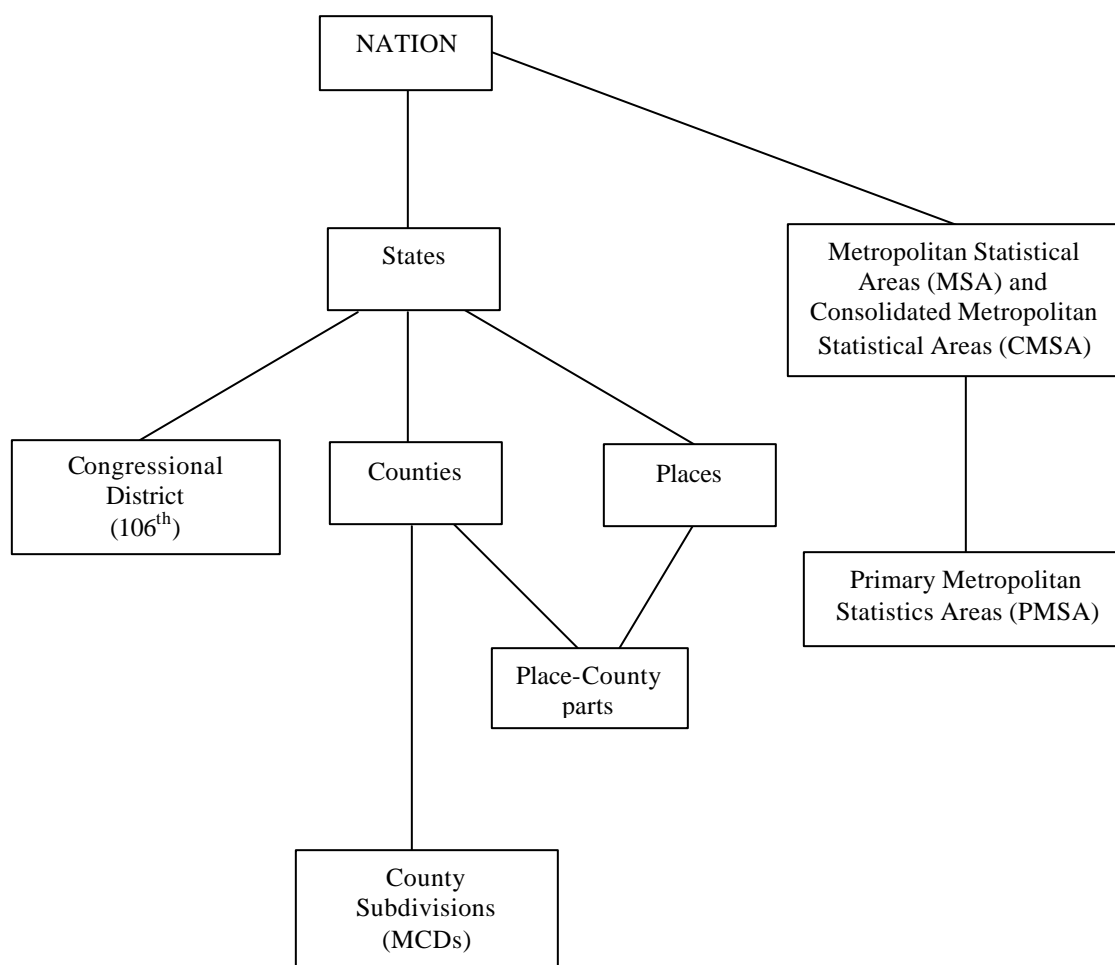 NATION
States
Metropolitan Statistical
Areas (MSA) and
Consolidated Metropolitan
Statistical Areas (CMSA)
Congressional
District
(106th)
Counties
Places
Primary Metropolitan
Statistics Areas (PMSA)
Place-County
parts
County
Subdivisions
(MCDs)